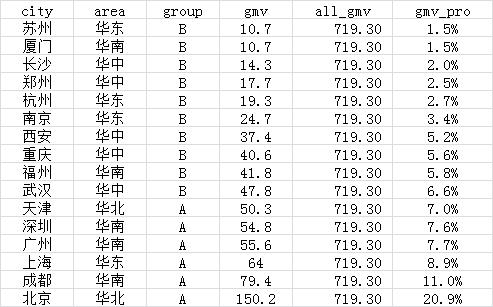 city area group gmv all_gmv gmv_pro
苏州 华东 B 10.7 719.30 1.5%
厦门 华南 B 10.7 719.30 1.5%
长沙 华中 B 14.3 719.30 2.0%
郑州 华中 B 17.7 719.30 2.5%
杭州 华东 B 19.3 719.30 2.7%
南京 华东 B 24.7 719.30 3.4%
西安 华中 B 37.4 719.30 5.2%
重庆 华中 B 40.6 719.30 5.6%
福州 华南 B 41.8 719.30 5.8%
武汉 华中 B 47.8 719.30 6.6%
天津 华北 A 50.3 719.30 7.0%
深圳 华南 A 54.8 719.30 7.6%
广州 华南 A 55.6 719.30 7.7%
上海 华东 A 64 719.30 8.9%
成都 华南 A 79.4 719.30 11.0%
北京 华北 A 150.2 719.30 20.9%